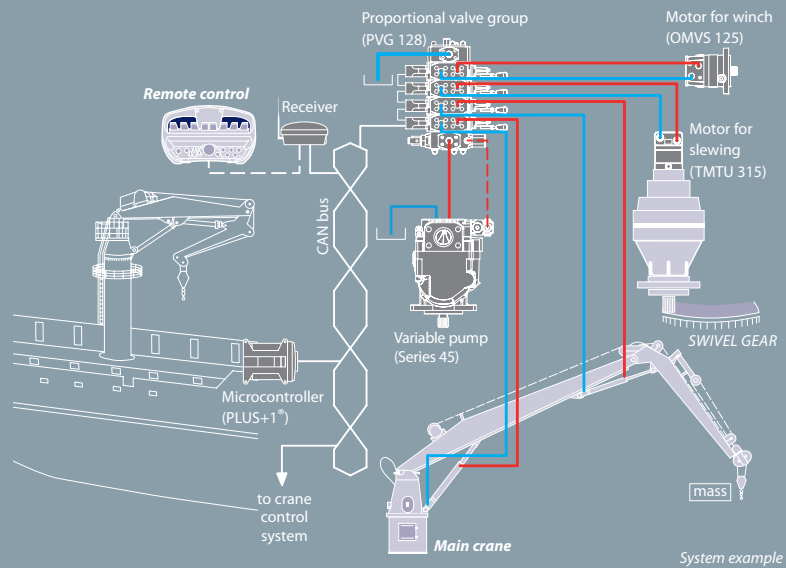 Proportional valve group
(PVG 128)
Motor for winch
(OMVS 125)
Remote control
Receiver
Motor for
slewing
(TMTU 315)
CAN bus
Variable pump
(Series 45)
SWIVEL GEAR
Microcontroller
(PLUS+1®)
to crane
control
system
mass
Main crane
System example